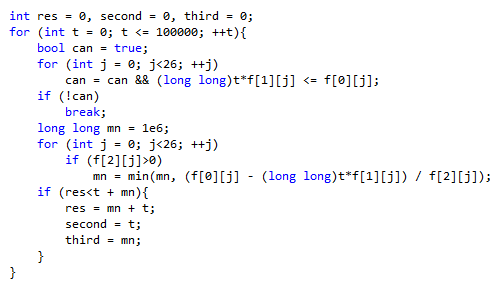 int res = 0, second = 0, third = 0;
for (int t = 0; t <= 100000; ++t){
    bool can = true;
    for (int j = 0; j<26; ++j)
        can = can && (long long)t*f[1][j] <= f[0][j];
    if (!can)
        break;
    long long mn = 1e6;
    for (int j = 0; j<26; ++j)
        if (f[2][j]>0)
            mn = min(mn, (f[0][j] - (long long)t*f[1][j]) / f[2][j]);
    if (res<t + mn){
        res = mn + t;
        second = t;
        third = mn;
    }
}